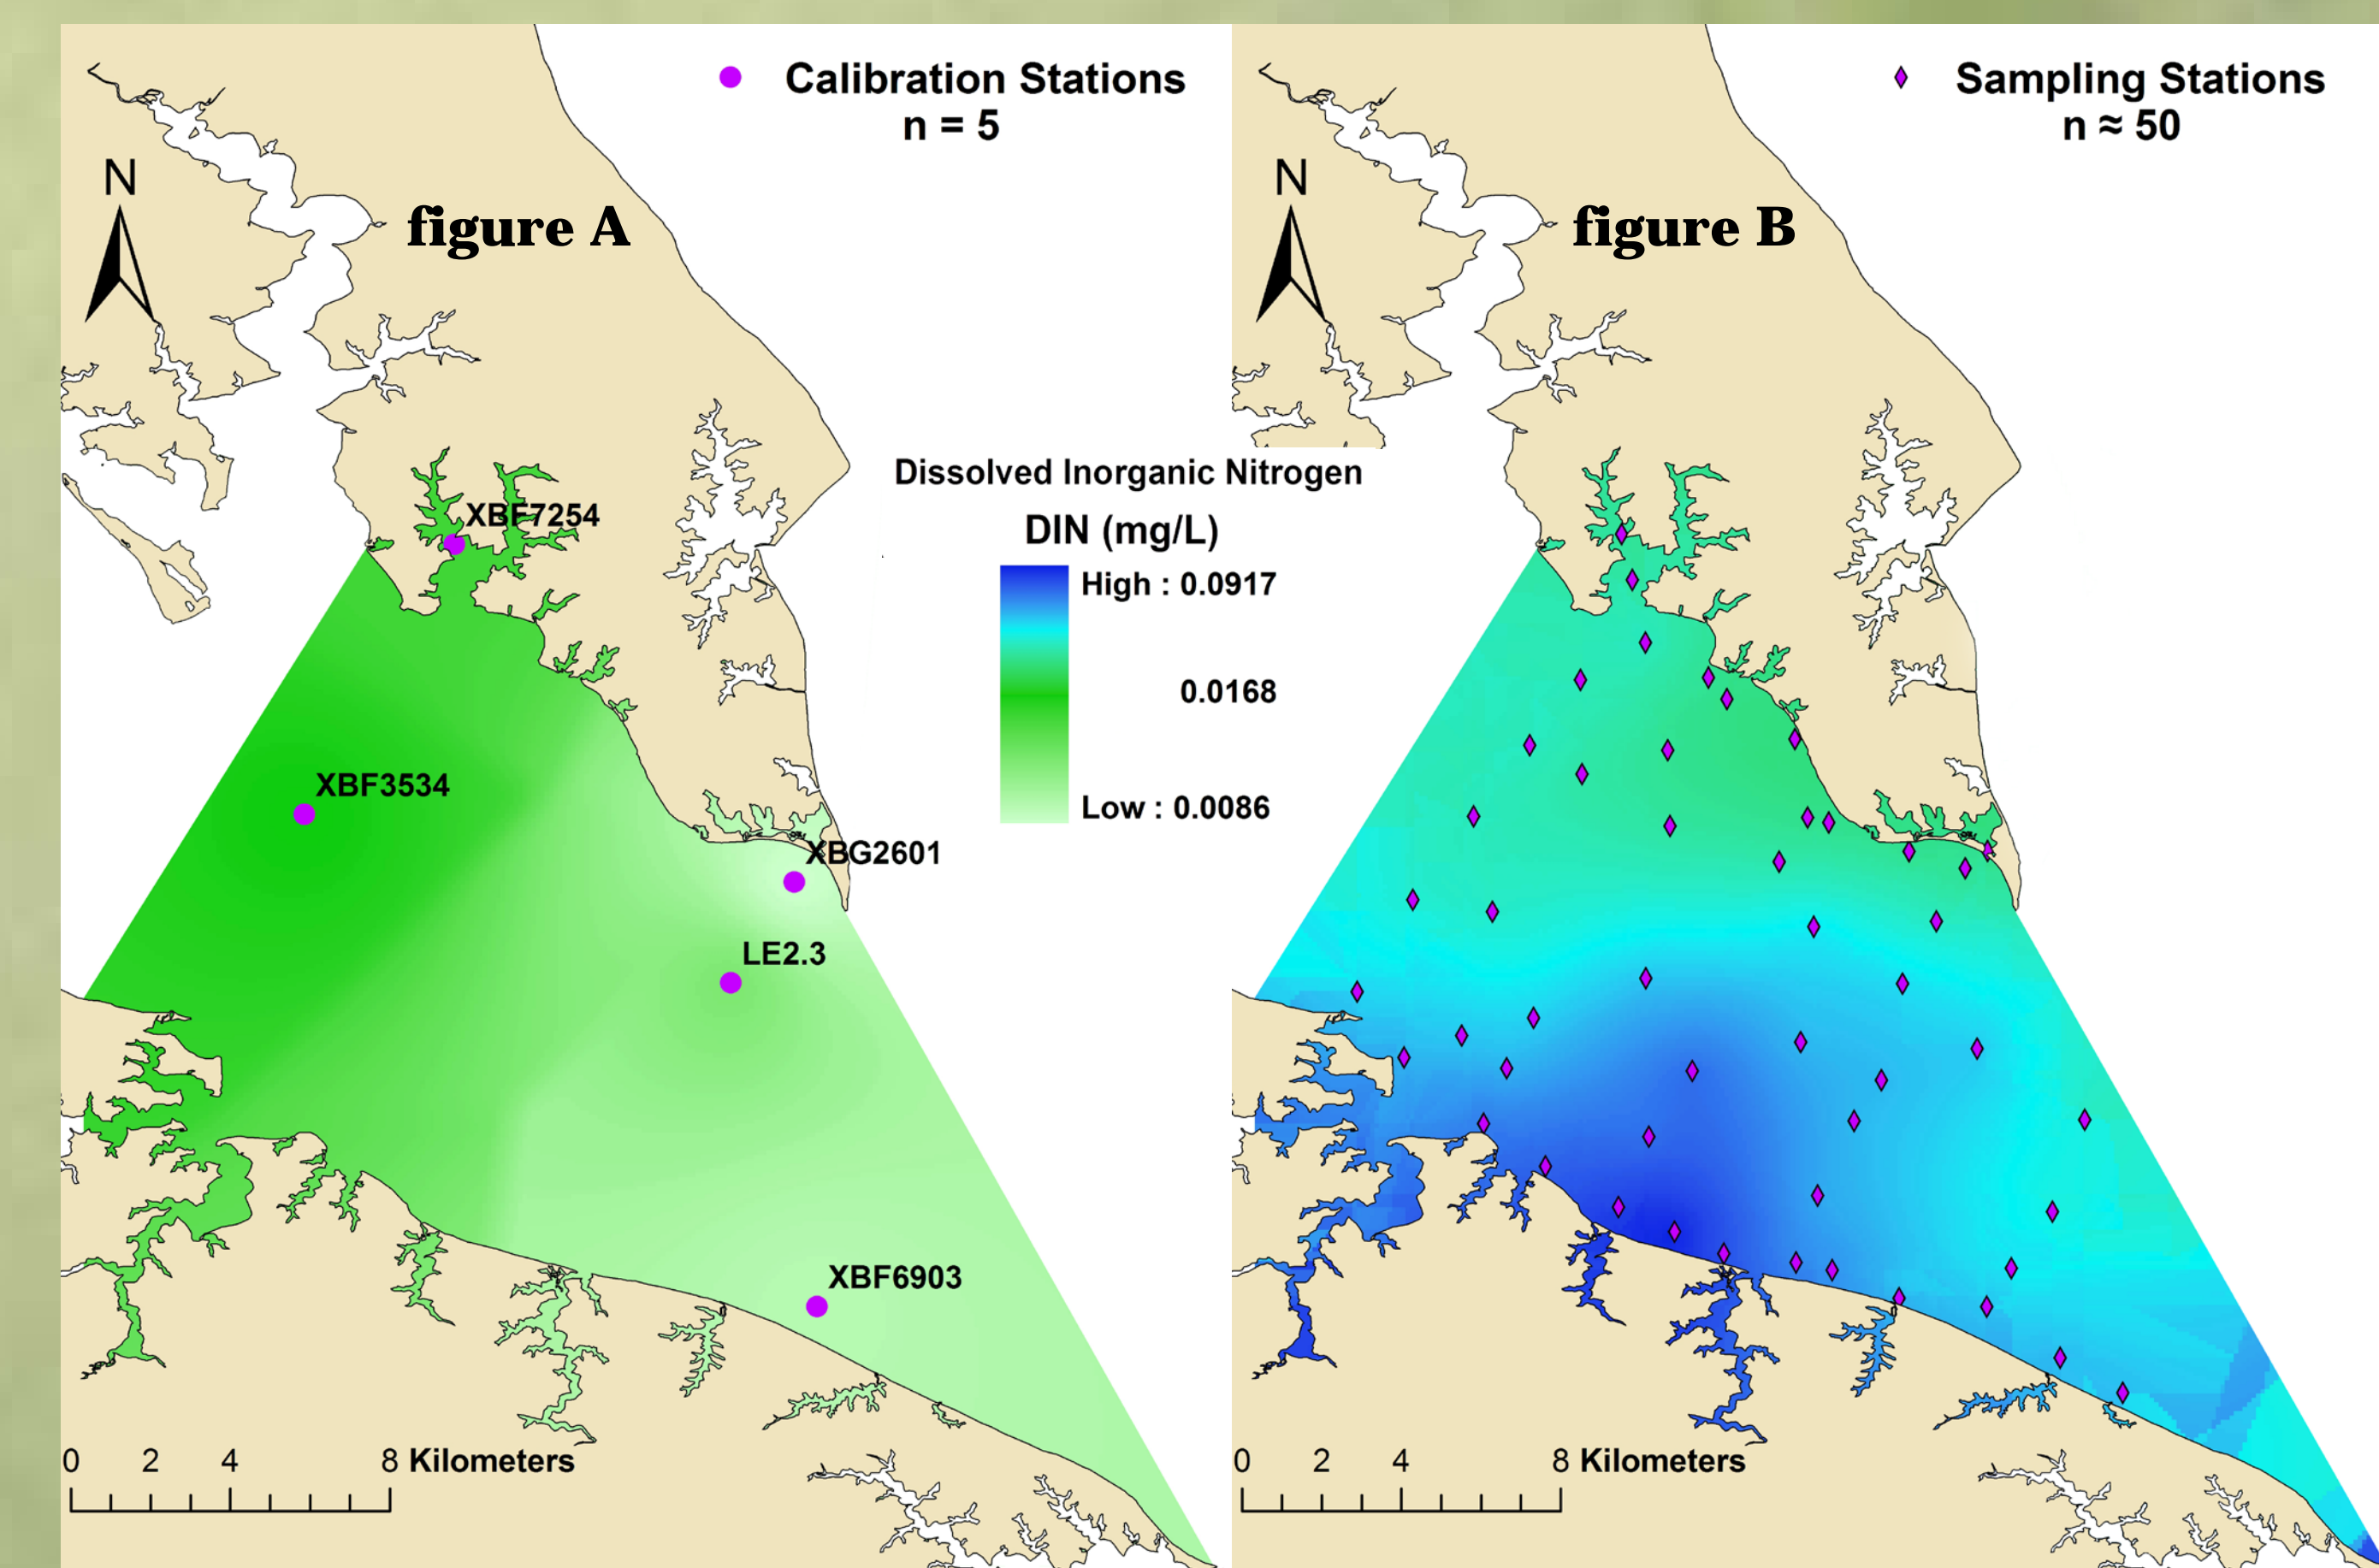 Calibration Stations
n = 5
N
figure A
XBF7254
XBF3534
XBG2601
LE2.3
XBF6903
0 2 4 8 Kilometers
Dissolved Inorganic Nitrogen
DIN (mg/L)
High : 0.0917
0.0168
Low : 0.0086
Sampling Stations
n ≈ 50
N
figure B
0 2 4 8 Kilometers